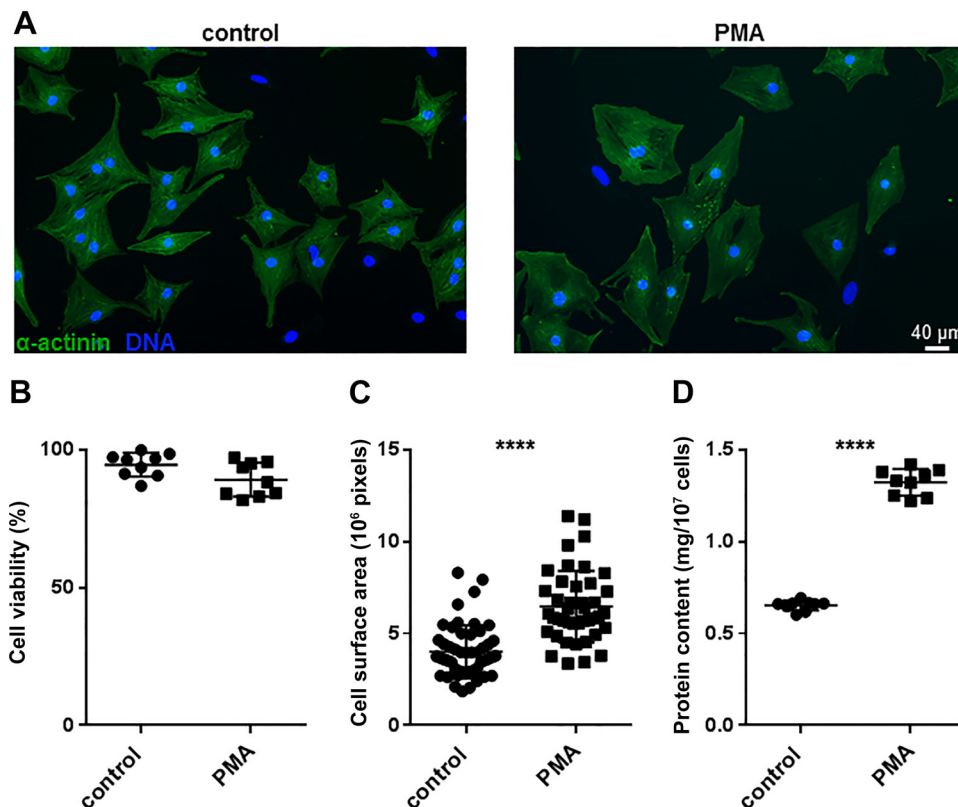 A
control
PMA
α-actinin DNA
40 µm
B
C
D
Cell viability (%)
100
50
0
control
PMA
Cell surface area (10⁶ pixels)
****
15
10
5
0
control
PMA
Protein content (mg/10⁷ cells)
****
1.5
1.0
0.5
0.0
control
PMA